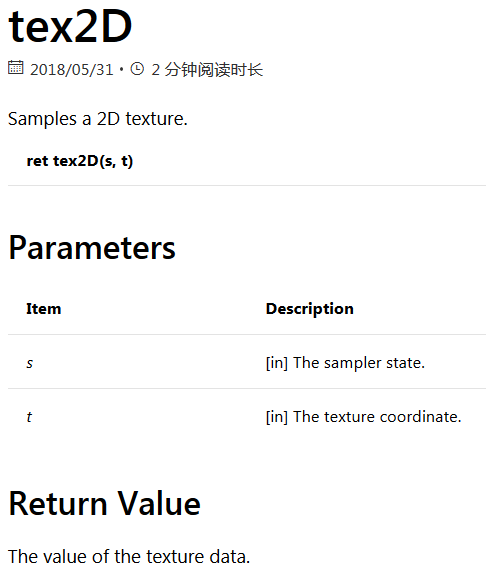 tex2D
2018/05/31 • 2 分钟阅读时长
Samples a 2D texture.
ret tex2D(s, t)
Parameters
Item Description
s [in] The sampler state.
t [in] The texture coordinate.
Return Value
The value of the texture data.